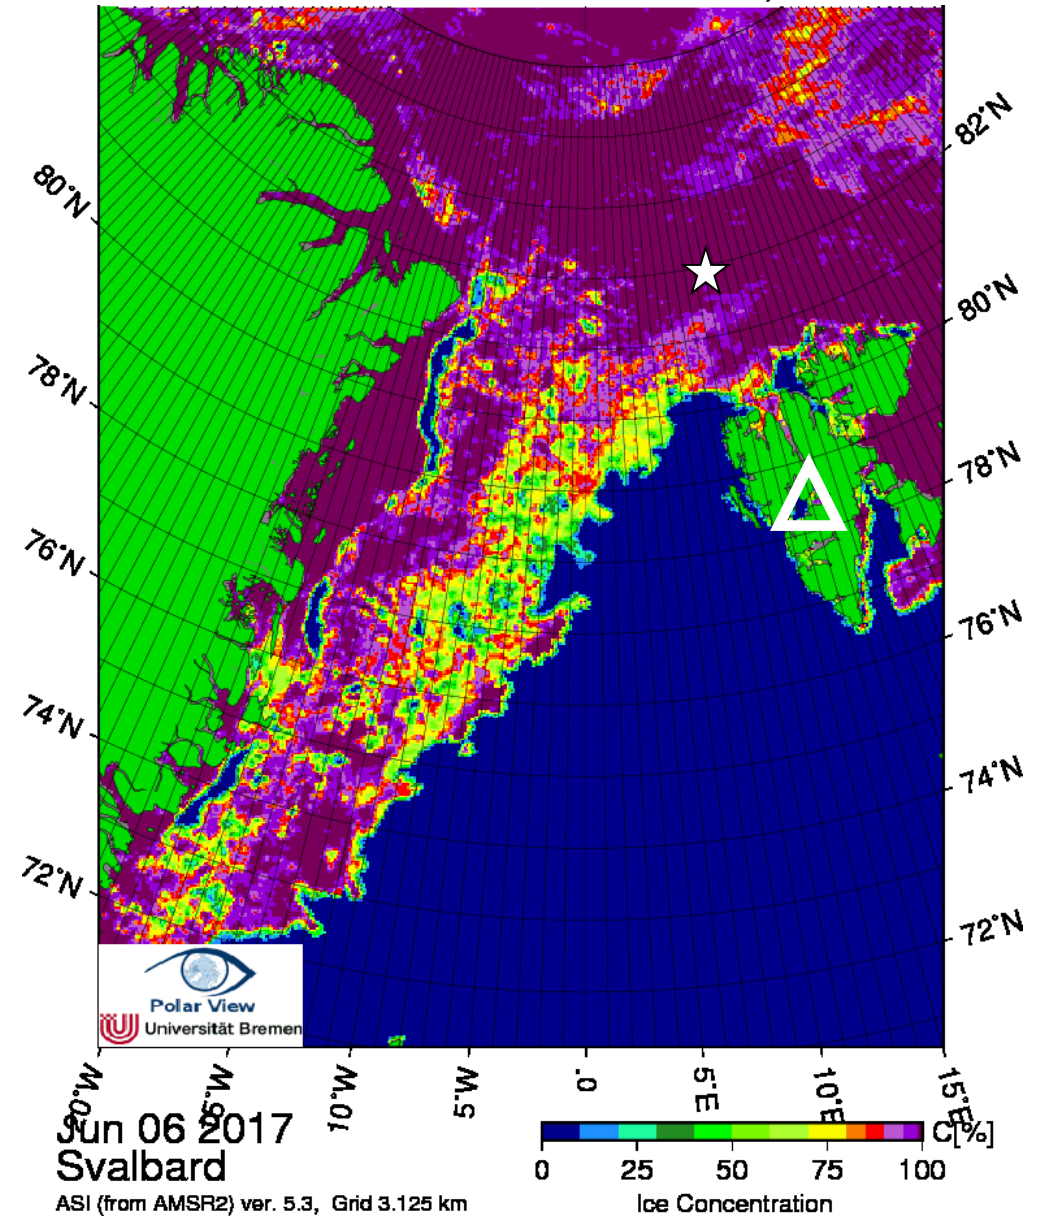 82°N
80°N
80°N
78°N
78°N
76°N
76°N
74°N
74°N
72°N
72°N
Polar View
Universität Bremen
20°W
15°W
10°W
5°W
0°
5°E
10°E
15°E
Jun 06 2017
Svalbard
ASI (from AMSR2) ver. 5.3, Grid 3.125 km
C[%]
0 25 50 75 100
Ice Concentration